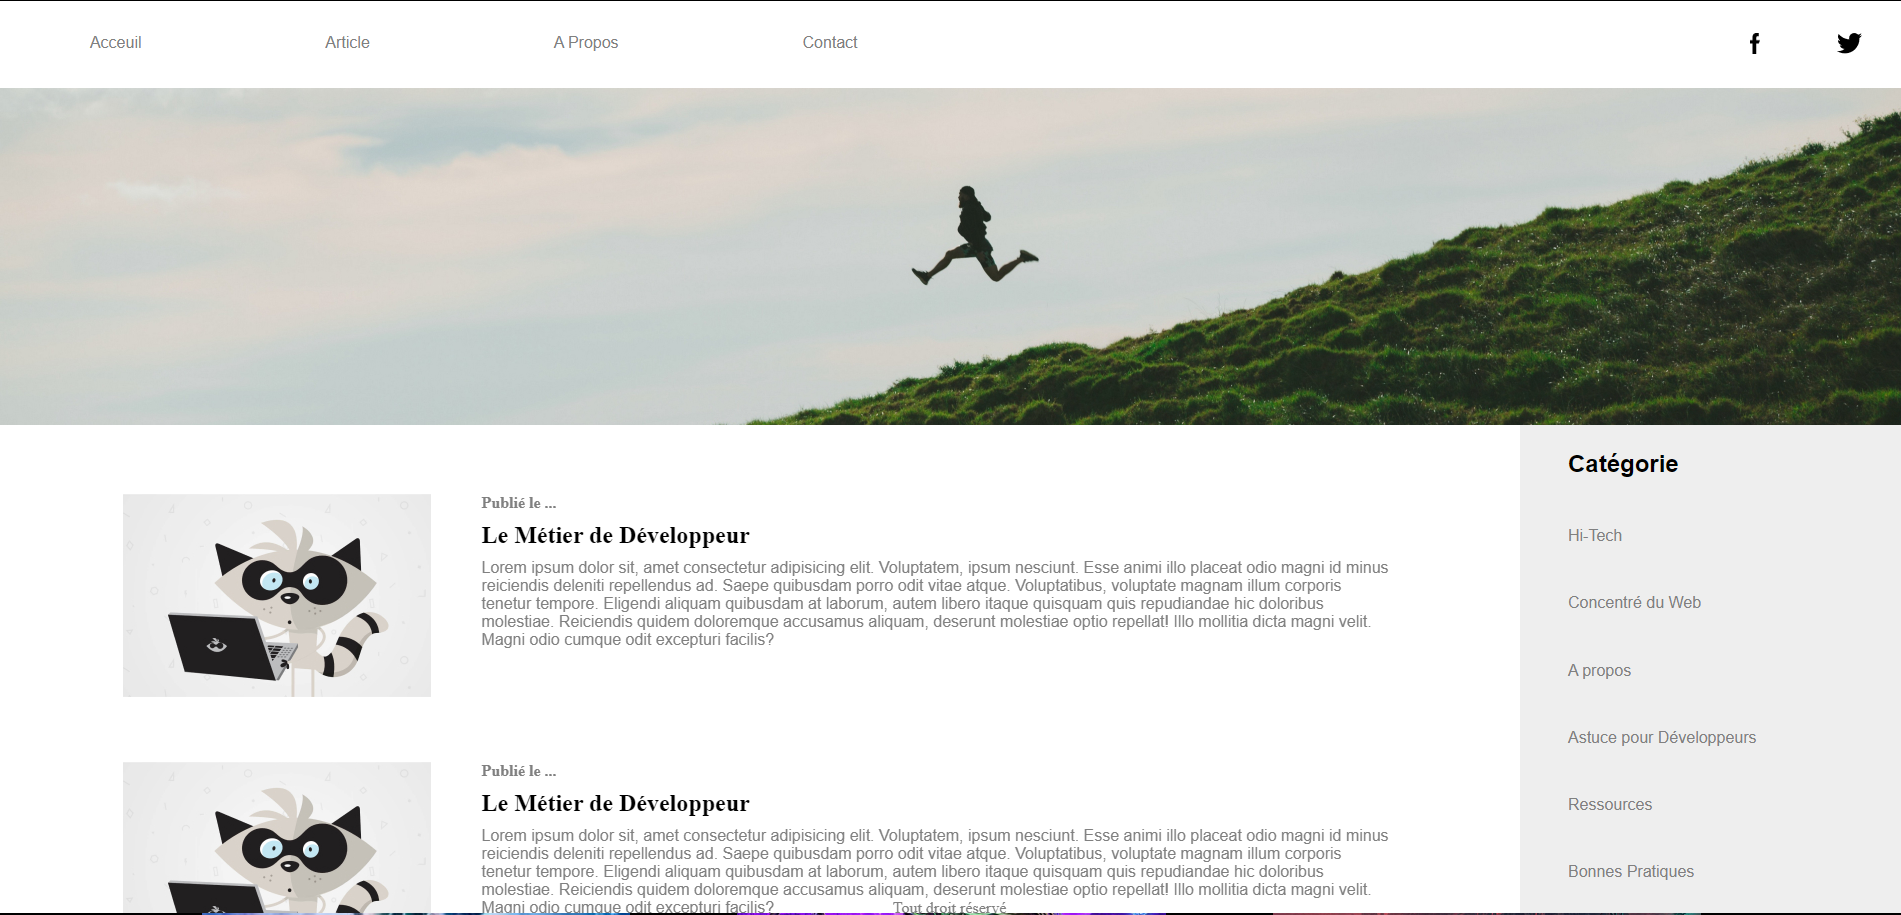 Acceuil
Article
A Propos
Contact
Catégorie
Hi-Tech
Concentré du Web
A propos
Astuce pour Développeurs
Ressources
Bonnes Pratiques
Publié le ...
Le Métier de Développeur
Lorem ipsum dolor sit, amet consectetur adipisicing elit. Voluptatem, ipsum nesciunt. Esse animi illo placeat odio magni id minus
reiciendis deleniti repellendus ad. Saepe quibusdam porro odit vitae atque. Voluptatibus, voluptate magnam illum corporis
tenetur tempore. Eligendi aliquam quibusdam at laborum, autem libero itaque quisquam quis repudiandae hic doloribus
molestiae. Reiciendis quidem doloremque accusamus aliquam, deserunt molestiae optio repellat! Illo mollitia dicta magni velit.
Magni odio cumque odit excepturi facilis?
Publié le ...
Le Métier de Développeur
Lorem ipsum dolor sit, amet consectetur adipisicing elit. Voluptatem, ipsum nesciunt. Esse animi illo placeat odio magni id minus
reiciendis deleniti repellendus ad. Saepe quibusdam porro odit vitae atque. Voluptatibus, voluptate magnam illum corporis
tenetur tempore. Eligendi aliquam quibusdam at laborum, autem libero itaque quisquam quis repudiandae hic doloribus
molestiae. Reiciendis quidem doloremque accusamus aliquam, deserunt molestiae optio repellat! Illo mollitia dicta magni velit.
Magni odio cumque odit excepturi facilis?
Tout droit réservé